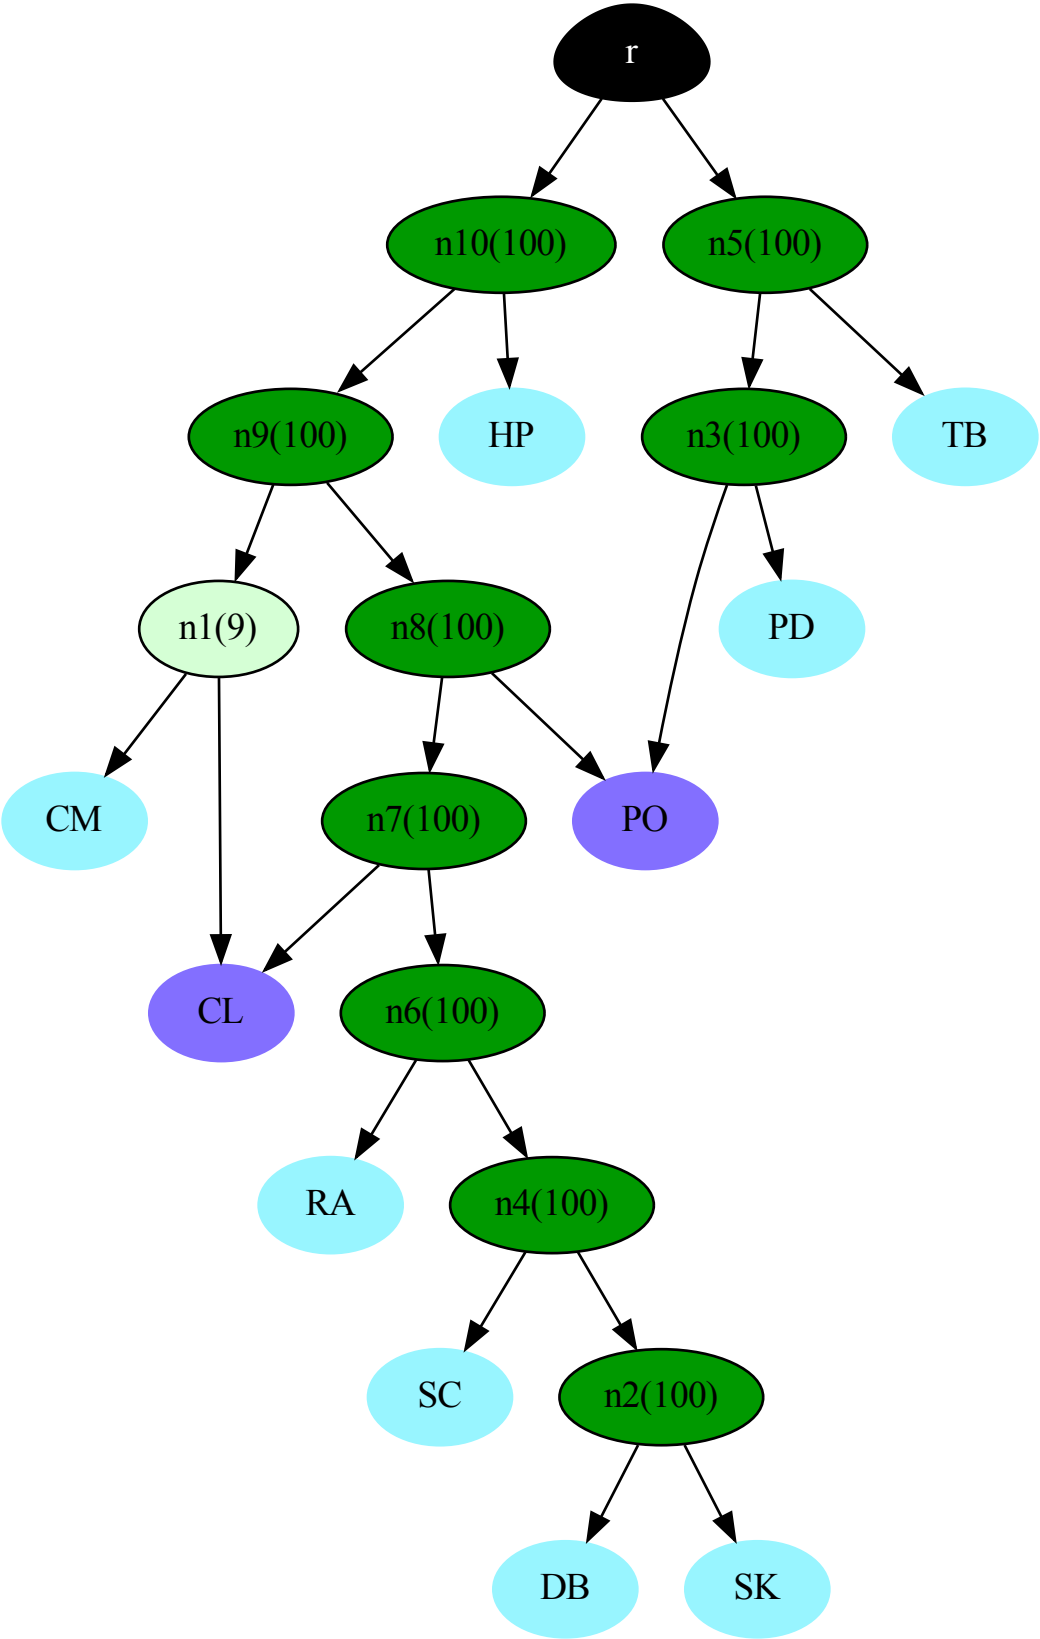 r
n10(100)
n5(100)
n9(100)
HP
n3(100)
TB
n1(9)
n8(100)
PD
CM
n7(100)
PO
CL
n6(100)
RA
n4(100)
SC
n2(100)
DB
SK